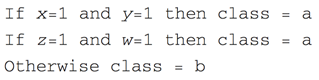 If x=1 and y=1 then class = a
If z=1 and w=1 then class = a
Otherwise class = b